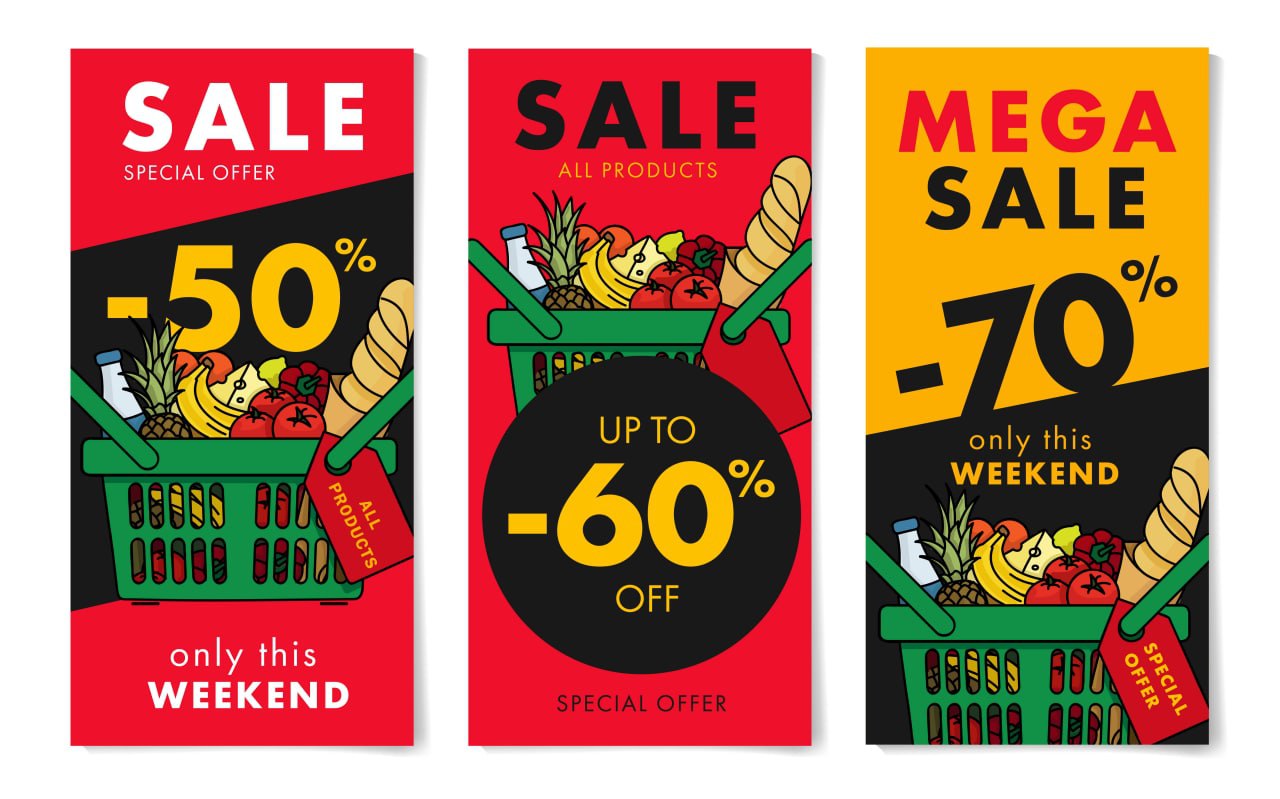 SALE
SPECIAL OFFER
-50%
ALL
PRODUCTS
only this
WEEKEND
SALE
ALL PRODUCTS
UP TO
-60%
OFF
SPECIAL OFFER
MEGA
SALE
-70%
only this
WEEKEND
SPECIAL
OFFER